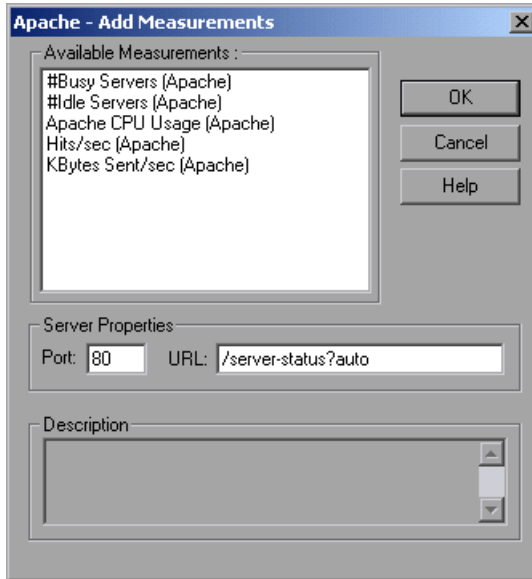 Apache - Add Measurements
Available Measurements :
#Busy Servers (Apache)
#Idle Servers (Apache)
Apache CPU Usage (Apache)
Hits/sec (Apache)
KBytes Sent/sec (Apache)
OK
Cancel
Help
Server Properties
Port: 80 URL: /server-status?auto
Description